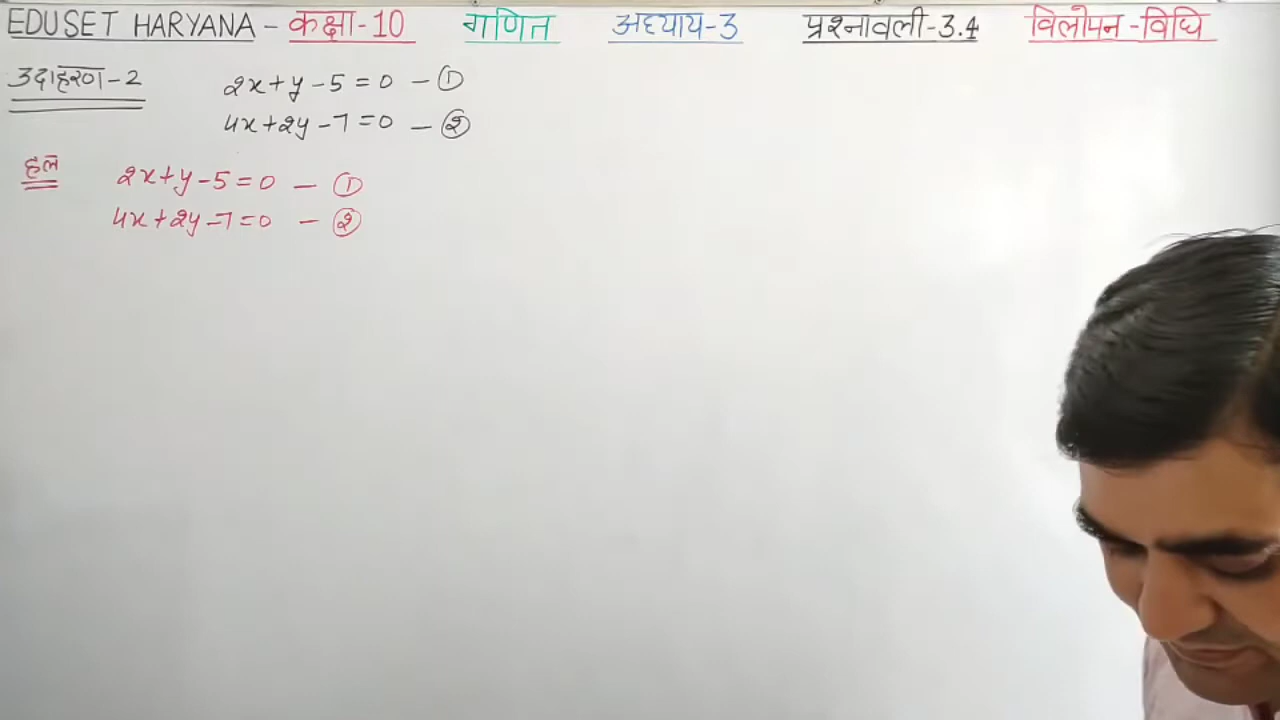 EDUSET HARYANA - कक्षा-10 गणित अध्याय-3 प्रश्नावली-3.4 विलोपन-विधि
उदाहरण-2 2x+y-5=0 - ①
4x+2y-7=0 - ②
हल 2x+y-5=0 - ①
4x+2y-7=0 - ②